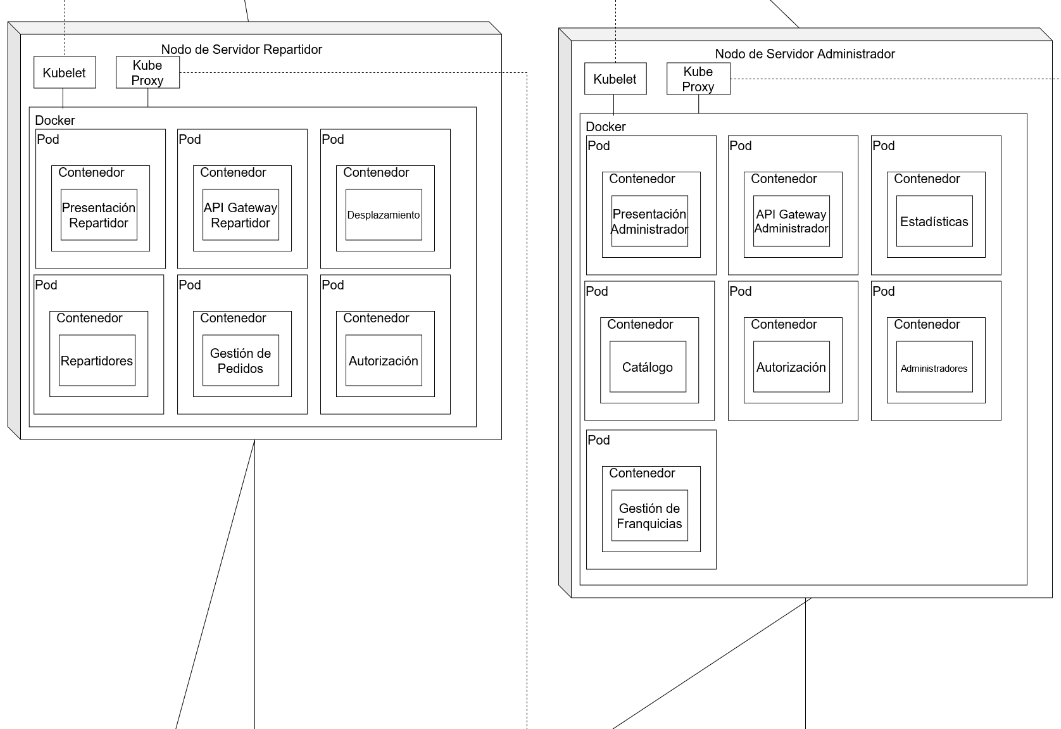 Nodo de Servidor Repartidor
Kubelet
Kube
Proxy
Docker
Pod
Contenedor
Presentación
Repartidor
Pod
Contenedor
API Gateway
Repartidor
Pod
Contenedor
Desplazamiento
Pod
Contenedor
Repartidores
Pod
Contenedor
Gestión de
Pedidos
Pod
Contenedor
Autorización
Nodo de Servidor Administrador
Kubelet
Kube
Proxy
Docker
Pod
Contenedor
Presentación
Administrador
Pod
Contenedor
API Gateway
Administrador
Pod
Contenedor
Estadísticas
Pod
Contenedor
Catálogo
Pod
Contenedor
Autorización
Pod
Contenedor
Administradores
Pod
Contenedor
Gestión de
Franquicias